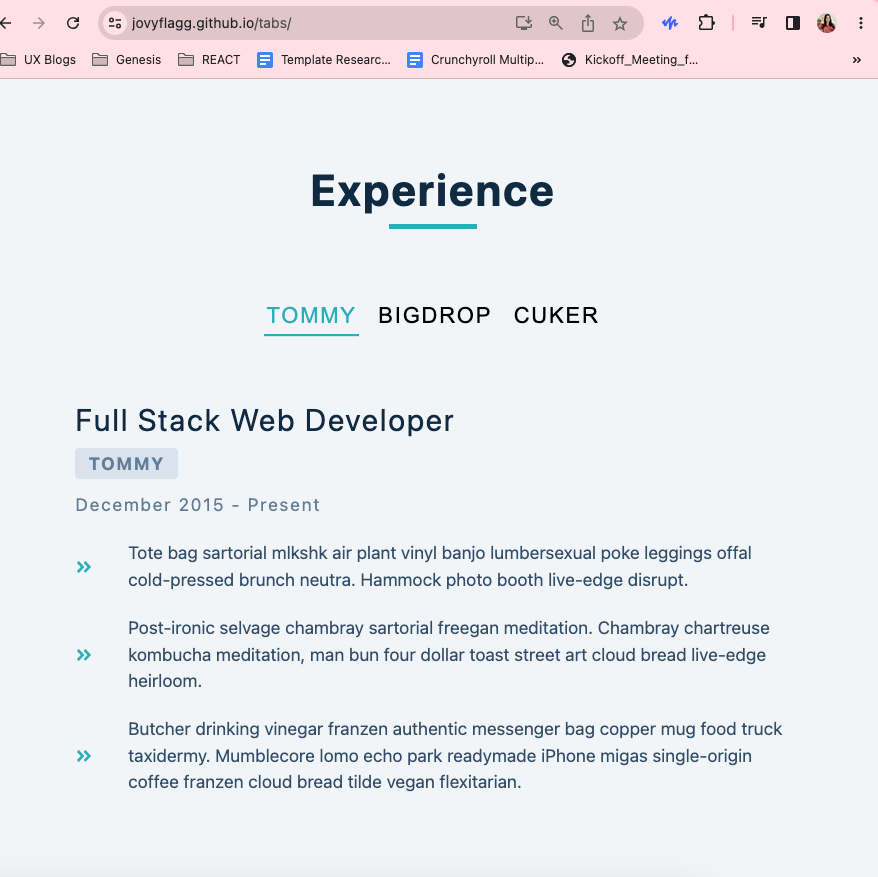 jovyflagg.github.io/tabs/
UX Blogs Genesis REACT Template Researc... Crunchyroll Multip... Kickoff_Meeting_f...
Experience
TOMMY BIGDROP CUKER
Full Stack Web Developer
TOMMY
December 2015 - Present
Tote bag sartorial mlkshk air plant vinyl banjo lumbersexual poke leggings offal
cold-pressed brunch neutra. Hammock photo booth live-edge disrupt.
Post-ironic selvage chambray sartorial freegan meditation. Chambray chartreuse
kombucha meditation, man bun four dollar toast street art cloud bread live-edge
heirloom.
Butcher drinking vinegar franzen authentic messenger bag copper mug food truck
taxidermy. Mumblecore lomo echo park readymade iPhone migas single-origin
coffee franzen cloud bread tilde vegan flexitarian.